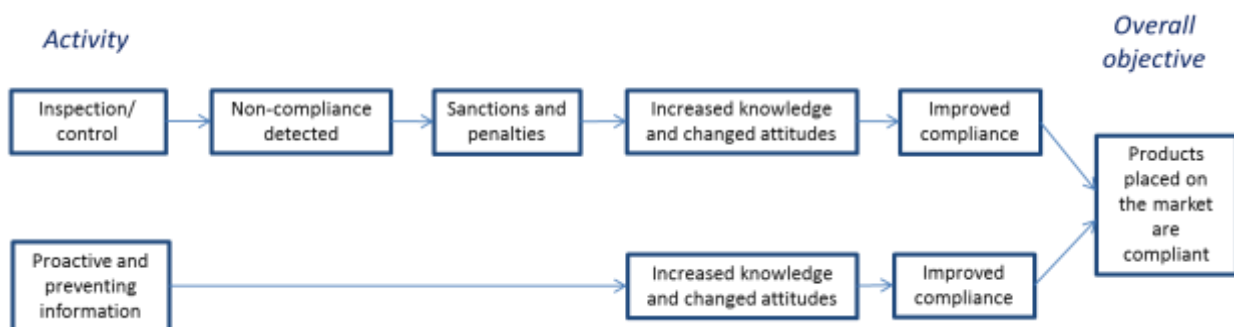 Activity
Overall
objective
Inspection/
control
Non-compliance
detected
Sanctions and
penalties
Increased knowledge
and changed attitudes
Improved
compliance
Products
placed on
the market
are
compliant
Proactive and
preventing
information
Increased knowledge
and changed attitudes
Improved
compliance